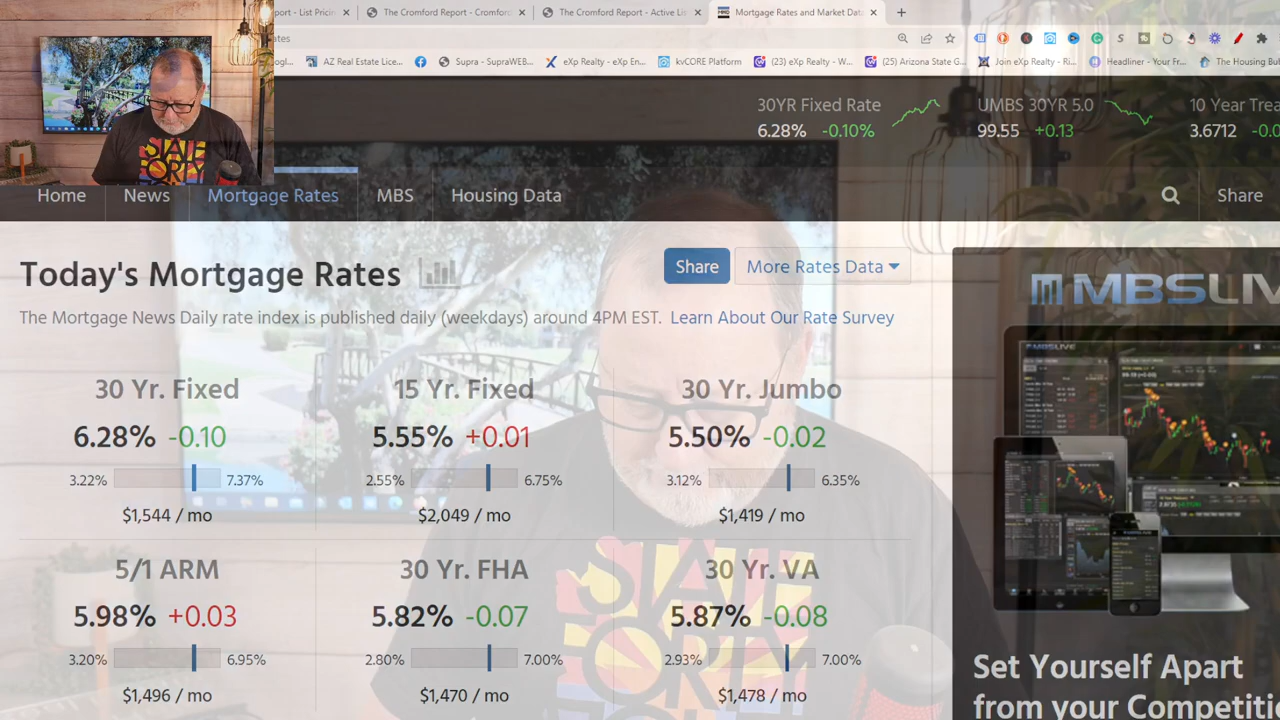 port - List Pricin
The Cromford Report - Cromford
The Cromford Report - Active Li
Mortgage Rates and Market Data
ates
AZ Real Estate Lice...
Supra - SupraWEB...
eXp Realty - eXp En...
kvCORE Platform
(23) eXp Realty - W...
(25) Arizona State G...
Join eXp Realty - Ri...
Headliner - Your Fr...
The Housing Bu
30YR Fixed Rate
6.28% -0.10%
UMBS 30YR 5.0
99.55 +0.13
10 Year Trea
3.6712 -0.0
Home
News
Mortgage Rates
MBS
Housing Data
Share
Today's Mortgage Rates
Share
More Rates Data
The Mortgage News Daily rate index is published daily (weekdays) around 4PM EST. Learn About Our Rate Survey
30 Yr. Fixed
6.28% -0.10
3.22% 7.37%
$1,544 / mo
15 Yr. Fixed
5.55% +0.01
2.55% 6.75%
$2,049 / mo
30 Yr. Jumbo
5.50% -0.02
3.12% 6.35%
$1,419 / mo
5/1 ARM
5.98% +0.03
3.20% 6.95%
$1,496 / mo
30 Yr. FHA
5.82% -0.07
2.80% 7.00%
$1,470 / mo
30 Yr. VA
5.87% -0.08
2.93% 7.00%
$1,478 / mo
MBSLIV
MBSLIVE
Set Yourself Apart
from your Competiti
STATE
FORTY